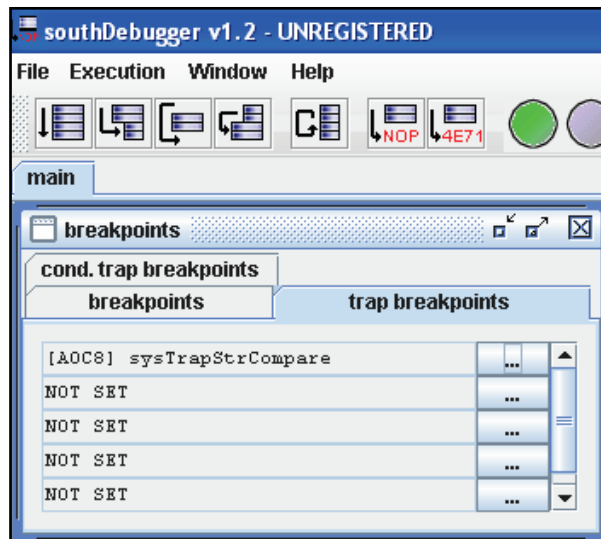 southDebugger v1.2 - UNREGISTERED
File Execution Window Help
NOP 4E71
main
breakpoints
cond. trap breakpoints
breakpoints trap breakpoints
[A0C8] sysTrapStrCompare ...
NOT SET ...
NOT SET ...
NOT SET ...
NOT SET ...